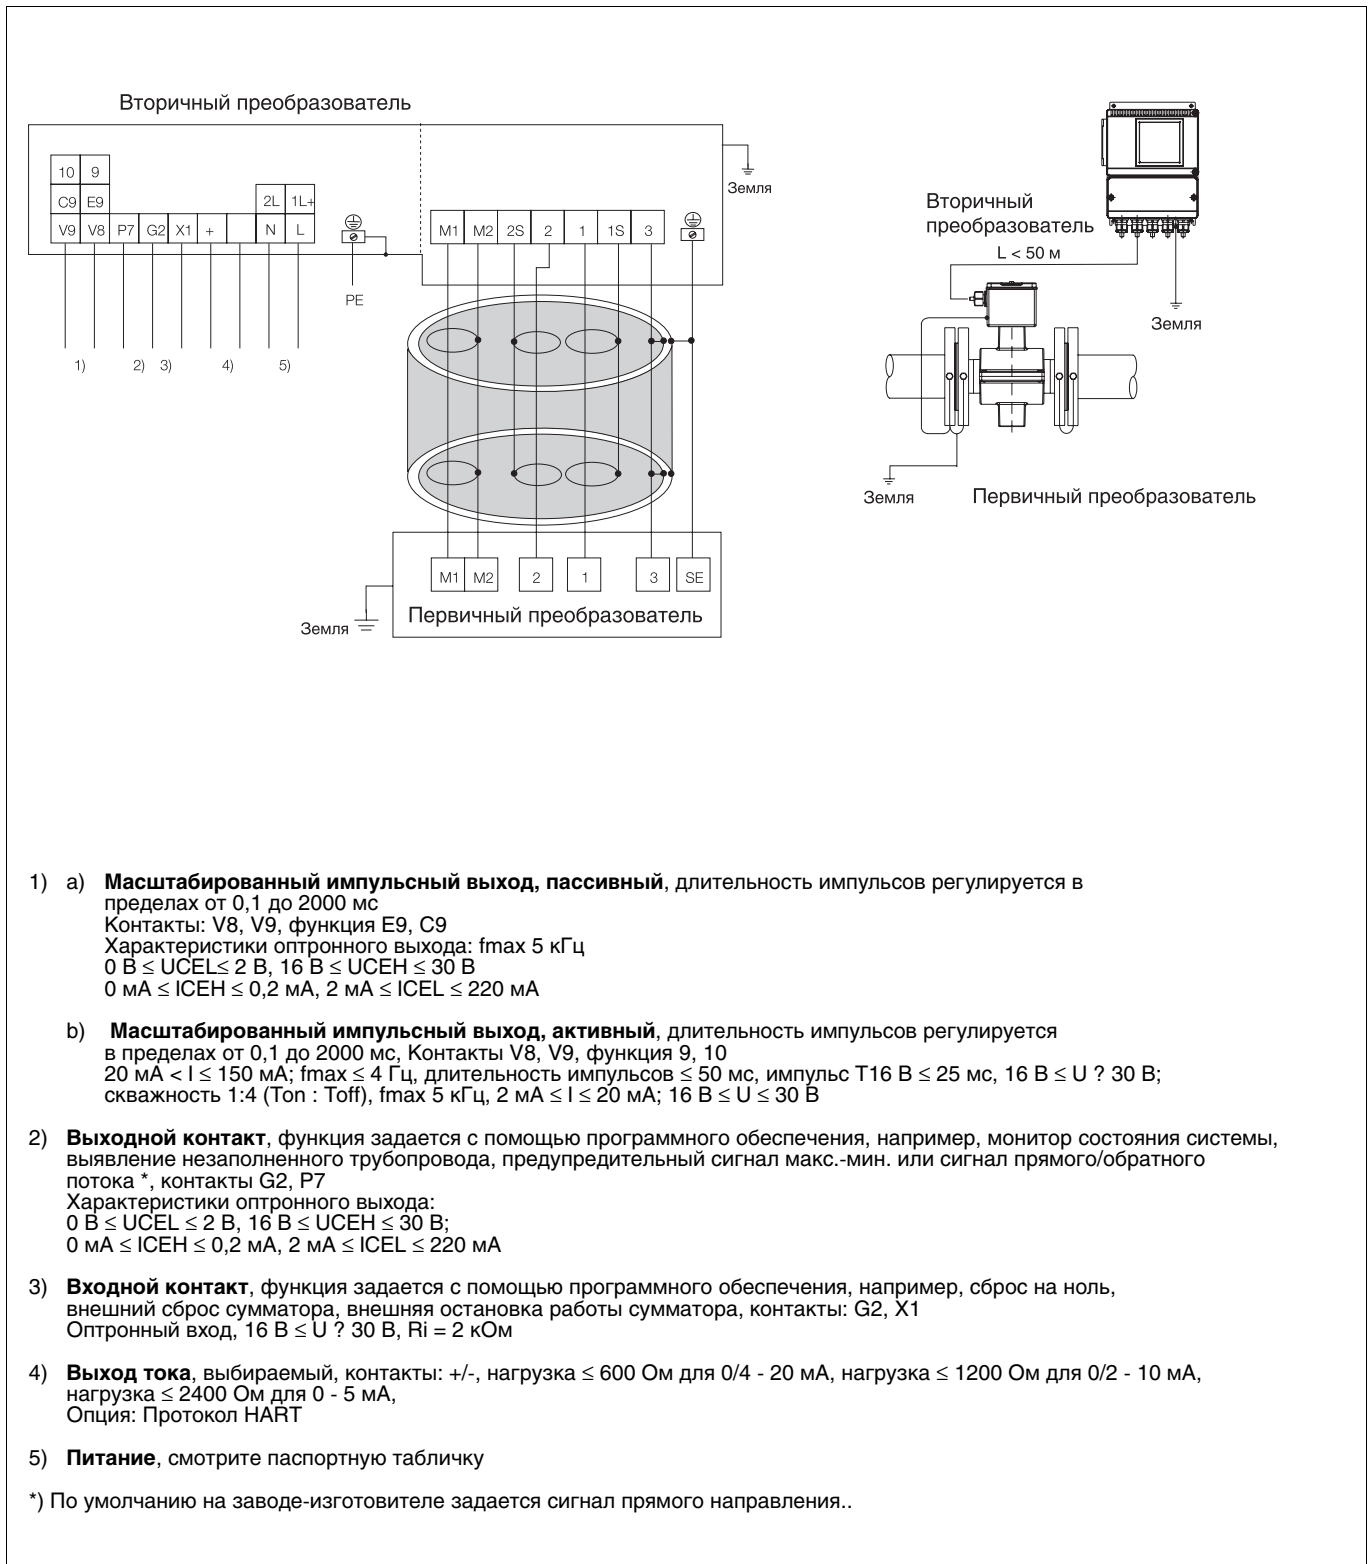 Вторичный преобразователь
10 9
C9 E9 2L 1L+
V9 V8 P7 G2 X1 + N L
PE
1) 2) 3) 4) 5)
Земля
M1 M2 2S 2 1 1S 3
M1 M2 2 1 3 SE
Первичный преобразователь
Земля
Вторичный
преобразователь
L < 50 м
Земля
Земля
Первичный преобразователь
1) a) Масштабированный импульсный выход, пассивный, длительность импульсов регулируется в
пределах от 0,1 до 2000 мс
Контакты: V8, V9, функция E9, C9
Характеристики оптронного выхода: fmax 5 кГц
0 В ≤ UCEL≤ 2 В, 16 В ≤ UCEH ≤ 30 В
0 мА ≤ ICEH ≤ 0,2 мА, 2 мА ≤ ICEL ≤ 220 мА
b) Масштабированный импульсный выход, активный, длительность импульсов регулируется
в пределах от 0,1 до 2000 мс, Контакты V8, V9, функция 9, 10
20 мА < I ≤ 150 мА; fmax ≤ 4 Гц, длительность импульсов ≤ 50 мс, импульс T16 В ≤ 25 мс, 16 В ≤ U ? 30 В;
скважность 1:4 (Ton : Toff), fmax 5 кГц, 2 мА ≤ I ≤ 20 мА; 16 В ≤ U ≤ 30 В
2) Выходной контакт, функция задается с помощью программного обеспечения, например, монитор состояния системы,
выявление незаполненного трубопровода, предупредительный сигнал макс.-мин. или сигнал прямого/обратного
потока *, контакты G2, P7
Характеристики оптронного выхода:
0 В ≤ UCEL ≤ 2 В, 16 В ≤ UCEH ≤ 30 В;
0 мА ≤ ICEH ≤ 0,2 мА, 2 мА ≤ ICEL ≤ 220 мА
3) Входной контакт, функция задается с помощью программного обеспечения, например, сброс на ноль,
внешний сброс сумматора, внешняя остановка работы сумматора, контакты: G2, X1
Оптронный вход, 16 В ≤ U ? 30 В, Ri = 2 кОм
4) Выход тока, выбираемый, контакты: +/-, нагрузка ≤ 600 Ом для 0/4 - 20 мА, нагрузка ≤ 1200 Ом для 0/2 - 10 мА,
нагрузка ≤ 2400 Ом для 0 - 5 мА,
Опция: Протокол HART
5) Питание, смотрите паспортную табличку
*) По умолчанию на заводе-изготовителе задается сигнал прямого направления..